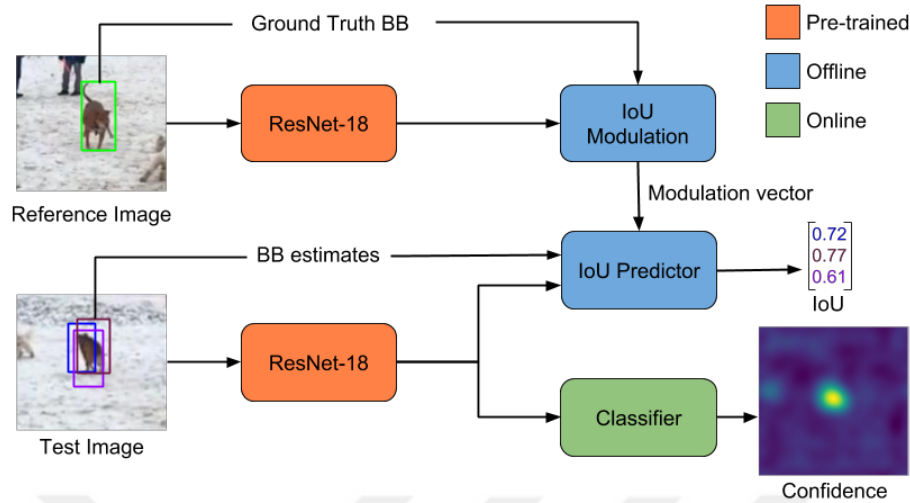 Ground Truth BB
Pre-trained
Offline
Online
ResNet-18
IoU
Modulation
Reference Image
Modulation vector
BB estimates
IoU Predictor
0.72
0.77
0.61
IoU
ResNet-18
Classifier
Test Image
Confidence